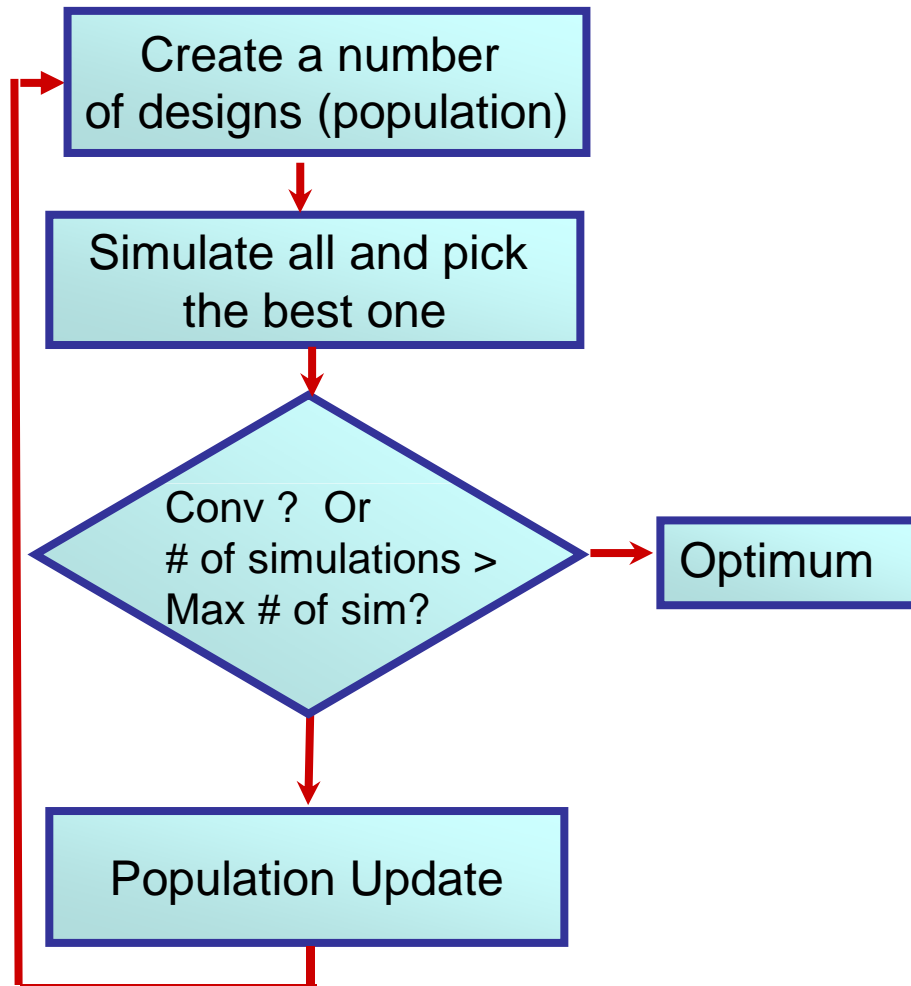 Create a number
of designs (population)
Simulate all and pick
the best one
Conv ? Or
# of simulations >
Max # of sim?
Optimum
Population Update